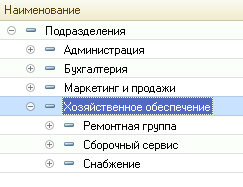 Наименование
Подразделения
Администрация
Бухгалтерия
Маркетинг и продажи
Хозяйственное обеспечение
Ремонтная группа
Сборочный сервис
Снабжение